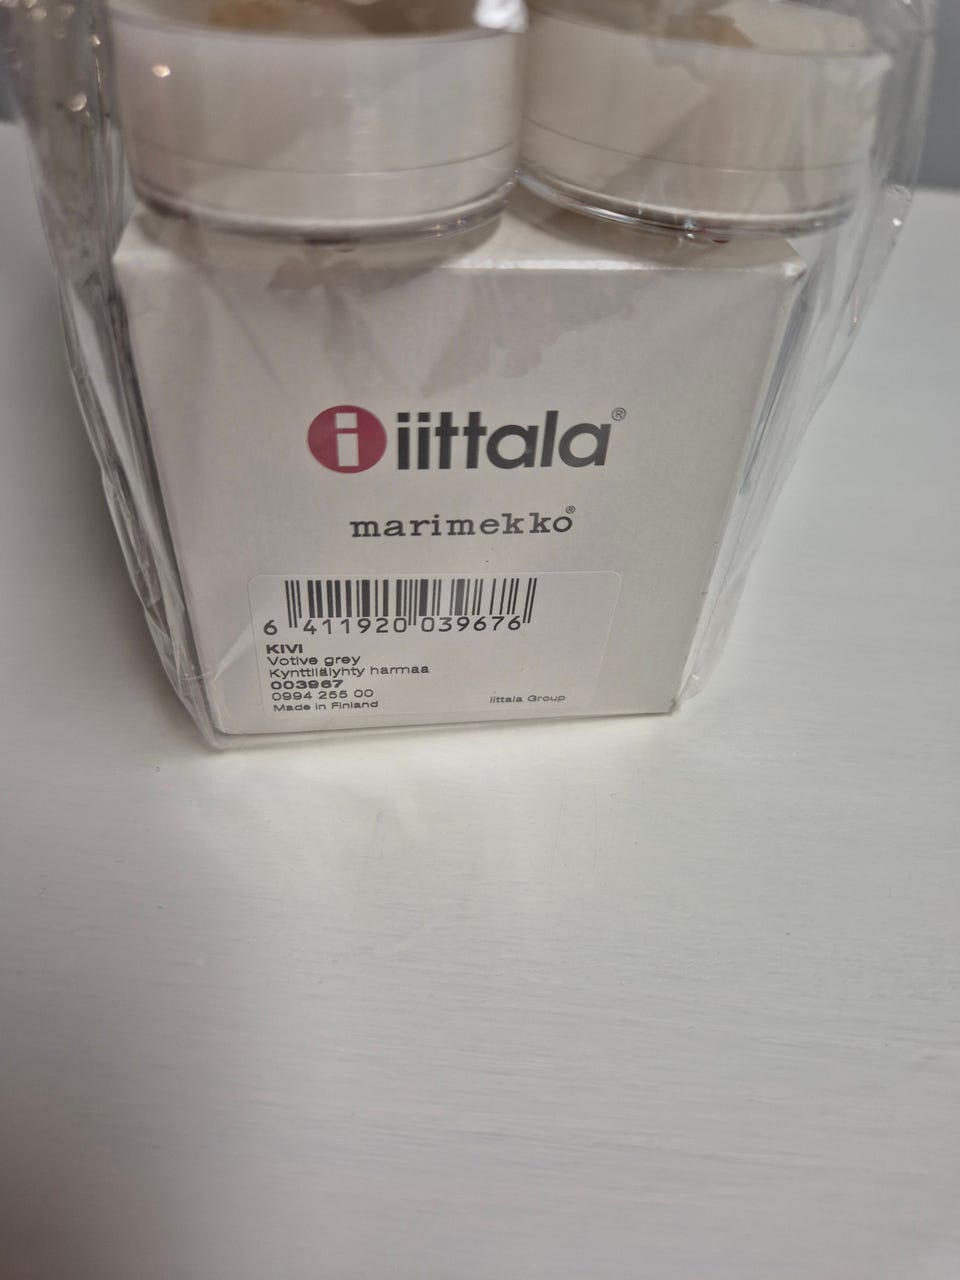 i iittala®
marimekko®
6 411920 039676
KIVI
Votive grey
Kynttilälyhty harmaa
003967
0994 255 00
Made in Finland
Iittala Group